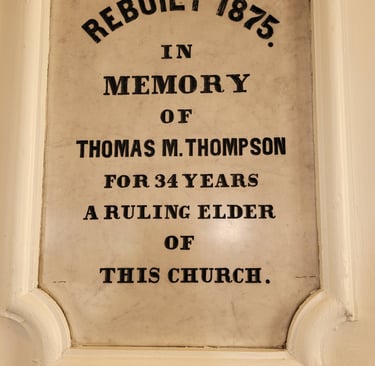 REBUILT 1875.
IN
MEMORY
OF
THOMAS M. THOMPSON
FOR 34 YEARS
A RULING ELDER
OF
THIS CHURCH.